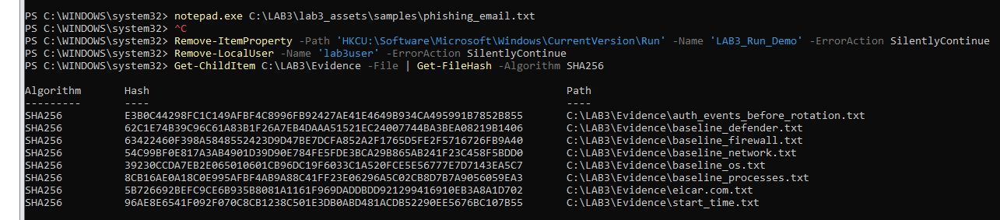 PS C:\WINDOWS\system32> notepad.exe C:\LAB3\lab3_assets\samples\phishing_email.txt
PS C:\WINDOWS\system32> ^C
PS C:\WINDOWS\system32> Remove-ItemProperty -Path 'HKCU:\Software\Microsoft\Windows\CurrentVersion\Run' -Name 'LAB3_Run_Demo' -ErrorAction SilentlyContinue
PS C:\WINDOWS\system32> Remove-LocalUser -Name 'lab3user' -ErrorAction SilentlyContinue
PS C:\WINDOWS\system32> Get-ChildItem C:\LAB3\Evidence -File | Get-FileHash -Algorithm SHA256
Algorithm Hash Path
--------- ---- ----
SHA256 E3B0C44298FC1C149AFBF4C8996FB92427AE41E4649B934CA495991B7852B855 C:\LAB3\Evidence\auth_events_before_rotation.txt
SHA256 62C1E74B39C96C61A83B1F26A7EB4DAAA51521EC24007744BA3BEA08219B1406 C:\LAB3\Evidence\baseline_defender.txt
SHA256 63422460F398A5848552423D9D47BE7DCFA852A2F1765D5FE2F5716726FB9A40 C:\LAB3\Evidence\baseline_firewall.txt
SHA256 54C99BF0E817A3AB4901D39D90E784FE5FDE3BCA29B865AB241F23C458F5BDD0 C:\LAB3\Evidence\baseline_network.txt
SHA256 39230CCDA7EB2E065010601CB96DC19F6033C1A520FCE5E56777E7D7143EA5C7 C:\LAB3\Evidence\baseline_os.txt
SHA256 8CB16AE0A18C0E995AFBF4AB9A88C41FF23E06296A5C02CB8D7B7A9056059EA3 C:\LAB3\Evidence\baseline_processes.txt
SHA256 5B726692BEFC9CE6B935B8081A1161F969DADDBDD921299416910EB3A8A1D702 C:\LAB3\Evidence\eicar.com.txt
SHA256 96AE8E6541F092F070C8CB1238C501E3DB0ABD481ACDB52290EE5676BC107B55 C:\LAB3\Evidence\start_time.txt